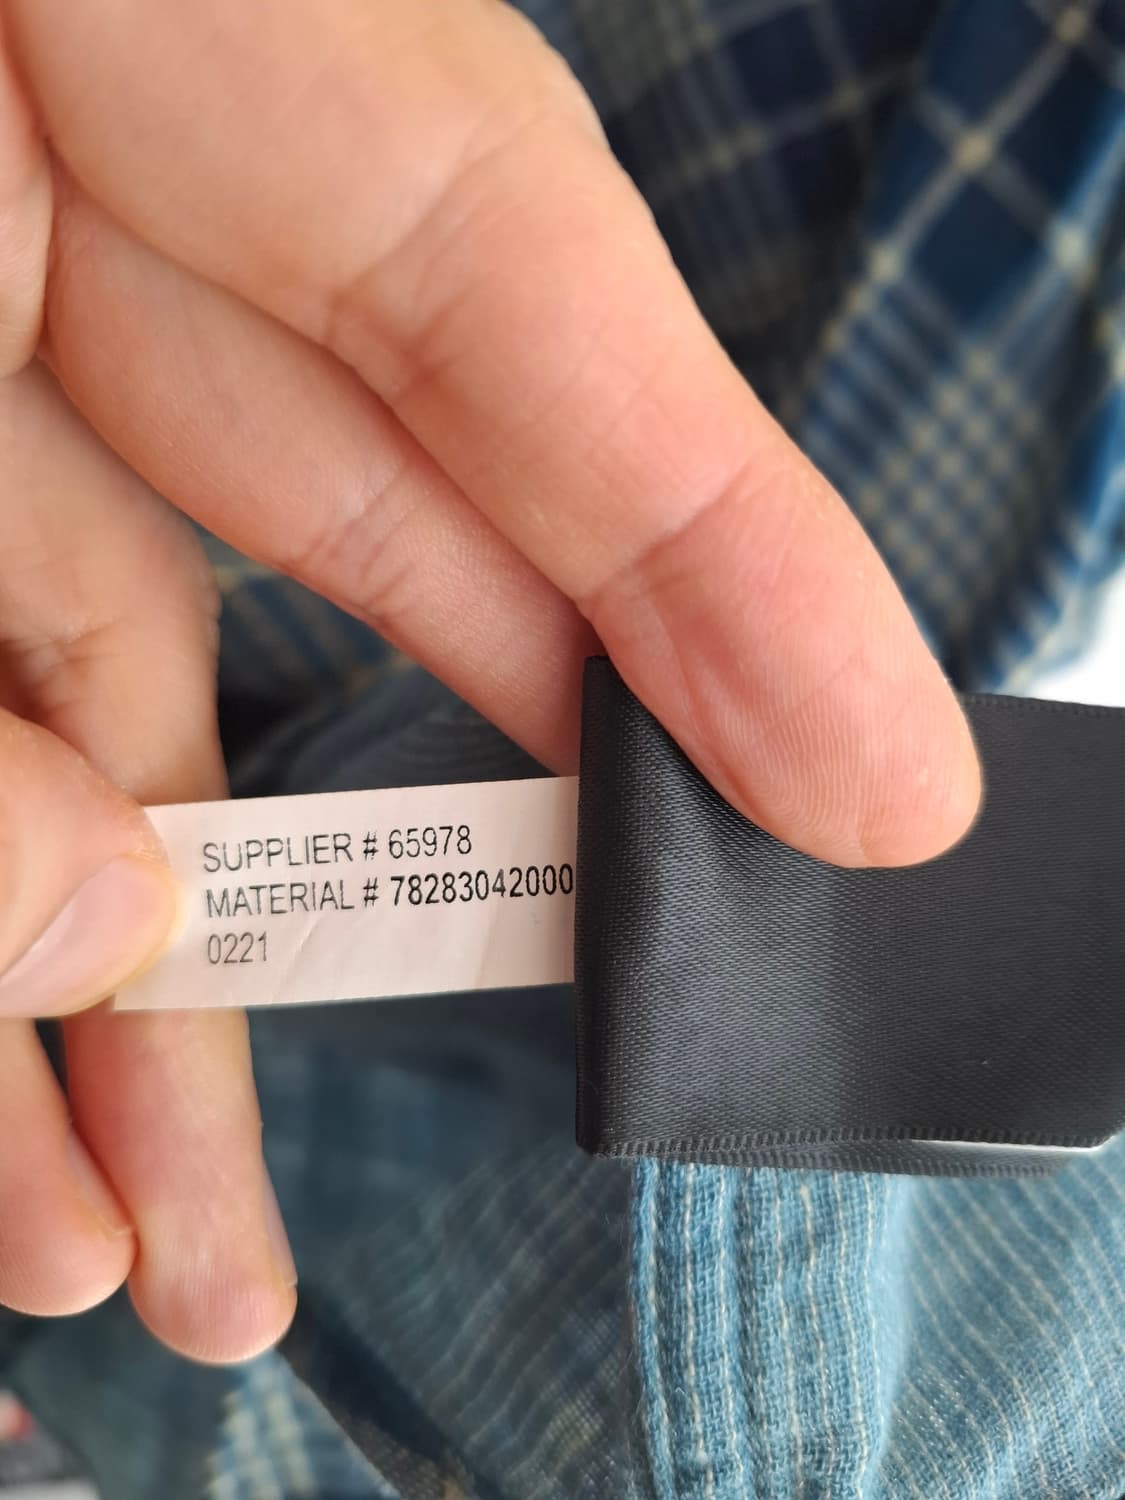 SUPPLIER # 65978
MATERIAL # 78283042000
0221